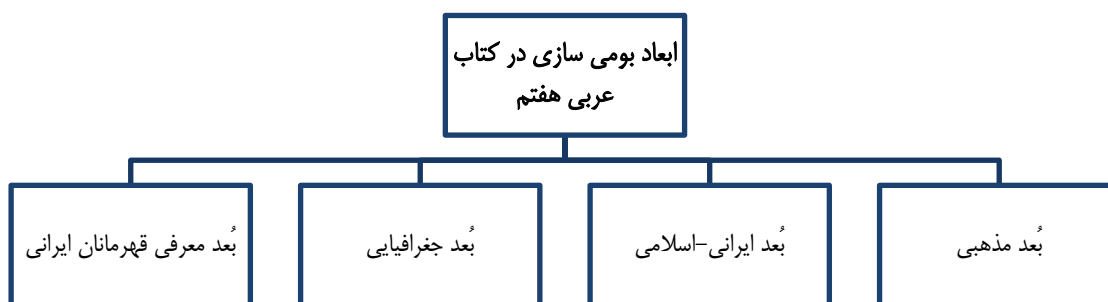 ابعاد بومی سازی در کتاب
عربی هفتم
بُعد مذهبی
بُعد ایرانی-اسلامی
بُعد جغرافیایی
بُعد معرفی قهرمانان ایرانی